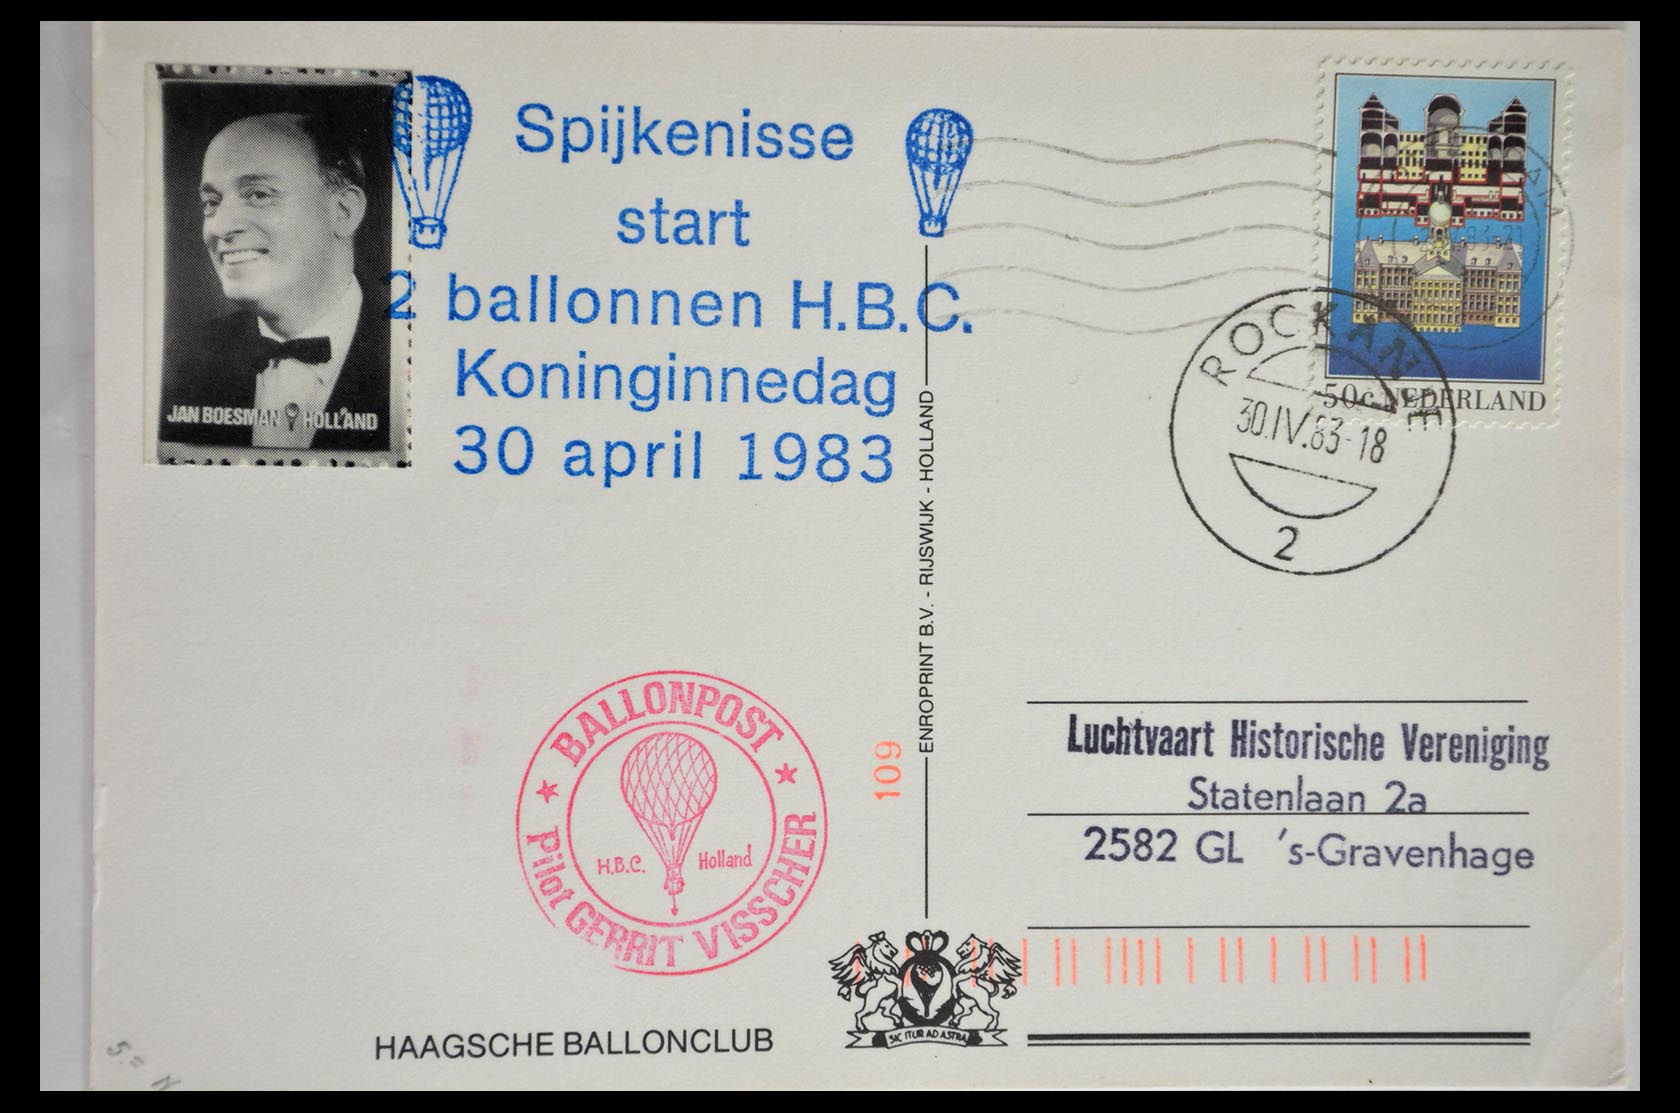 JAN BOESMAN HOLLAND
Spijkenisse
start
2 ballonnen H.B.C.
Koninginnedag
30 april 1983
50c NEDERLAND
ROCKANJE
30.IV.83-18
2
ENROPRINT B.V. - RIJSWIJK - HOLLAND
BALLONPOST
H.B.C. Holland
Pilot GERRIT VISSCHER
109
Luchtvaart Historische Vereniging
Statenlaan 2a
2582 GL 's-Gravenhage
SIC ITUR AD ASTRA
HAAGSCHE BALLONCLUB